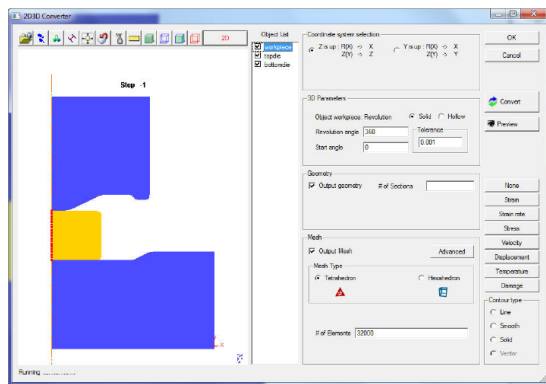 2D3D Converter
2D
Step -1
X
Running ..................
Object List
workpiece
topdie
bottomdie
Coordinate system selection
Z is up : R(X) -> X
Z(Y) -> Z
Y is up : R(X) -> X
Z(Y) -> Y
3D Parameters
Object workpiece: Revolution
Solid
Hollow
Revolution angle 360
Start angle 0
Tolerance
0.001
Geometry
Output geometry
# of Sections
Mesh
Output Mesh
Advanced
Mesh Type
Tetrahedron
Hexahedron
# of Elements 32000
OK
Cancel
Convert
Preview
None
Strain
Strain rate
Stress
Velocity
Displacement
Temperature
Damage
Contour type
Line
Smooth
Solid
Vector